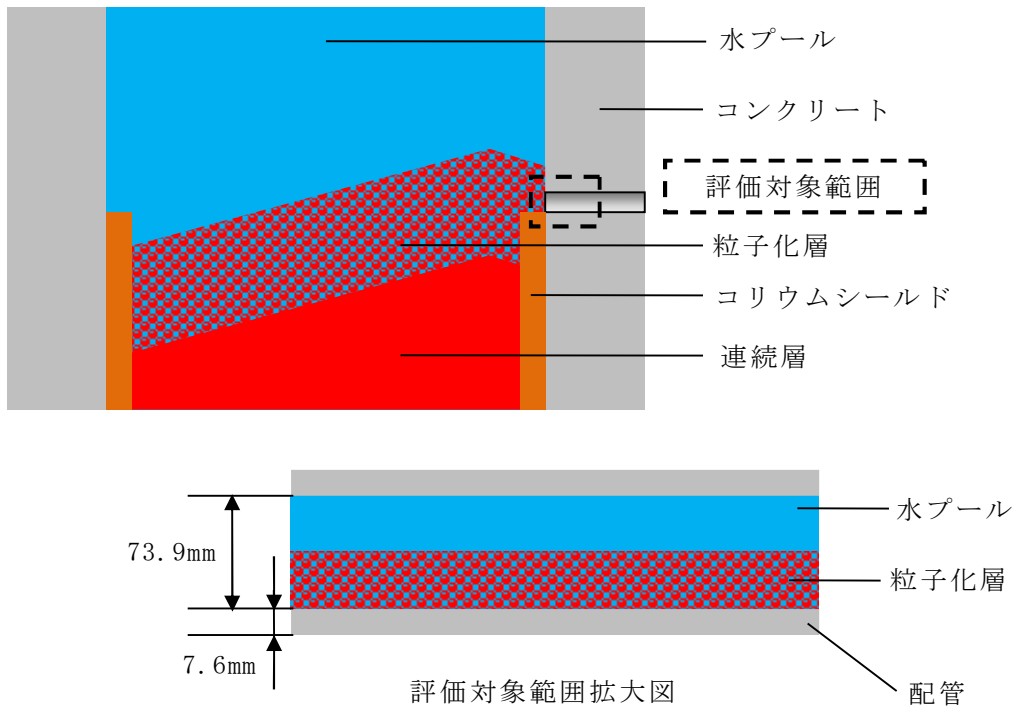 水プール
コンクリート
評価対象範囲
粒子化層
コリウムシールド
連続層
水プール
73.9mm
粒子化層
7.6mm
評価対象範囲拡大図
配管